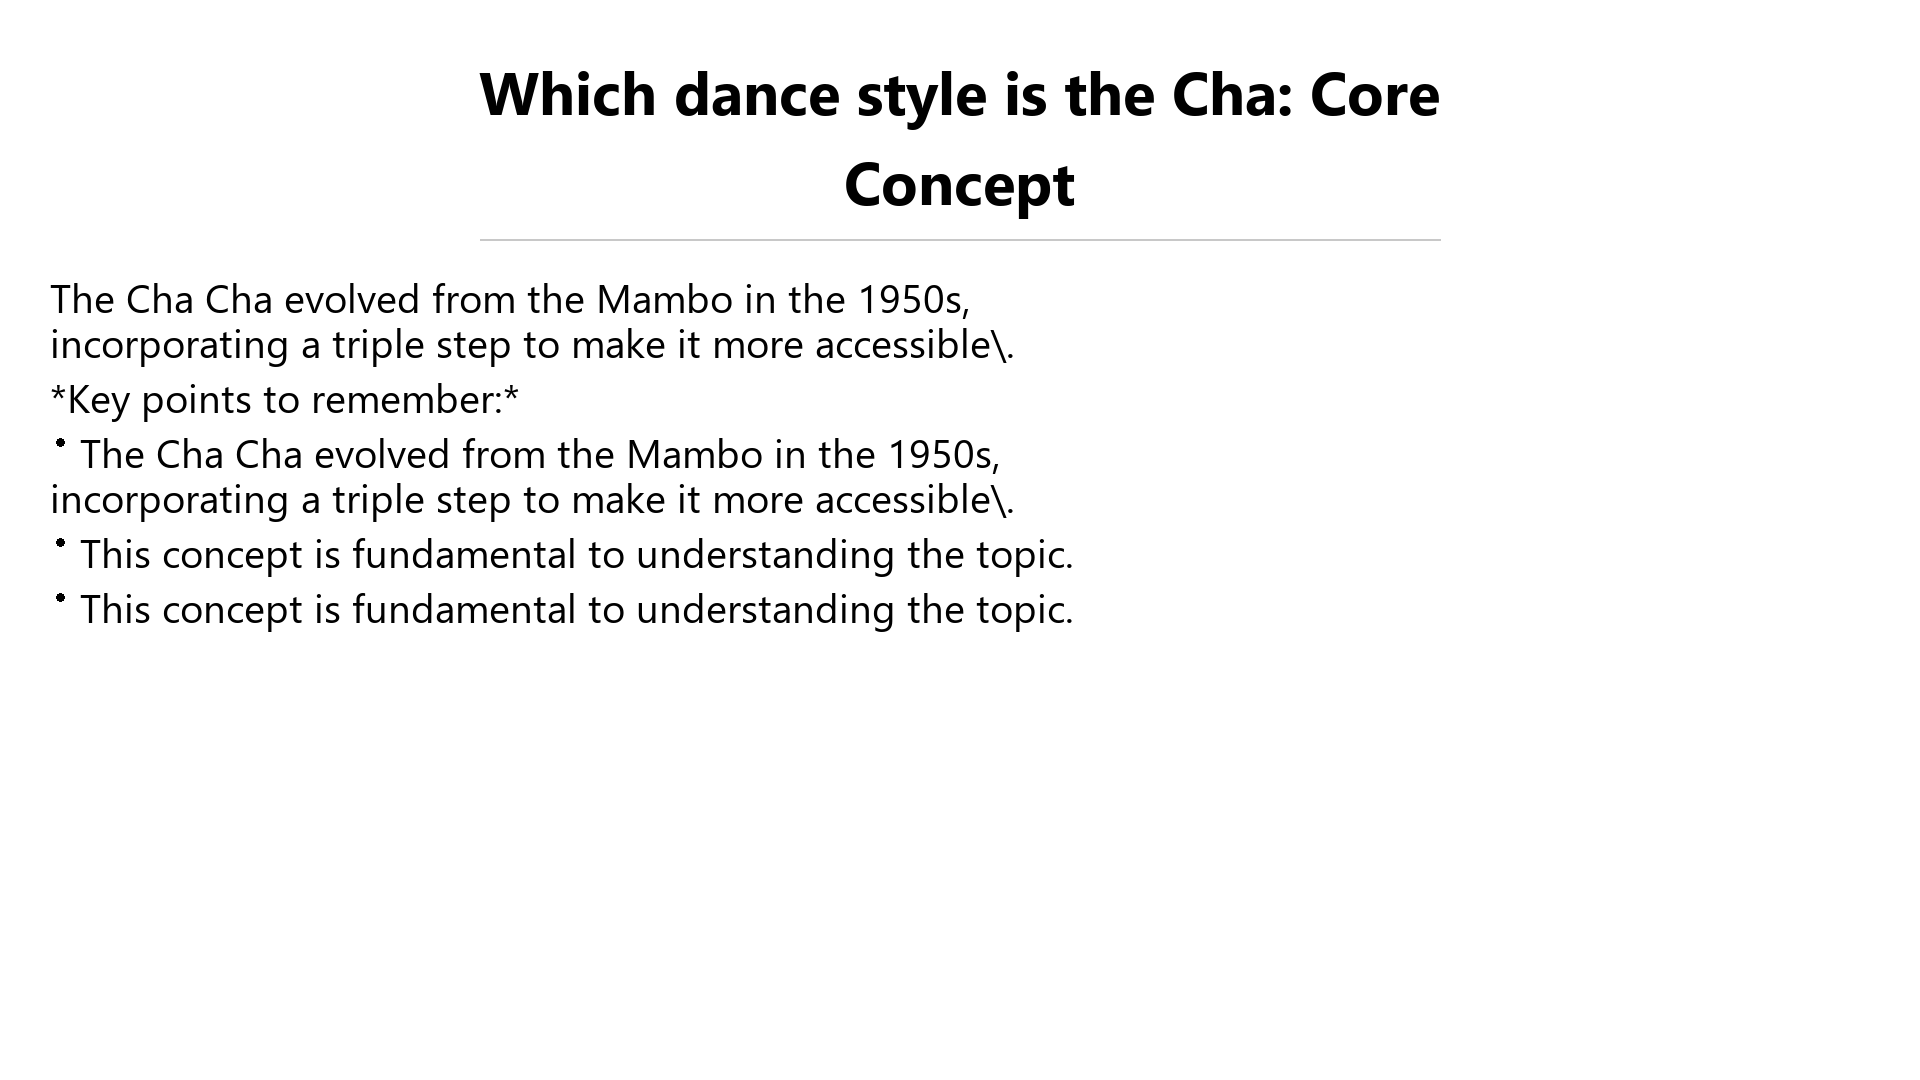 Which dance style is the Cha: Core
Concept
The Cha Cha evolved from the Mambo in the 1950s,
incorporating a triple step to make it more accessible\.
*Key points to remember:*
• The Cha Cha evolved from the Mambo in the 1950s,
incorporating a triple step to make it more accessible\.
• This concept is fundamental to understanding the topic.
• This concept is fundamental to understanding the topic.